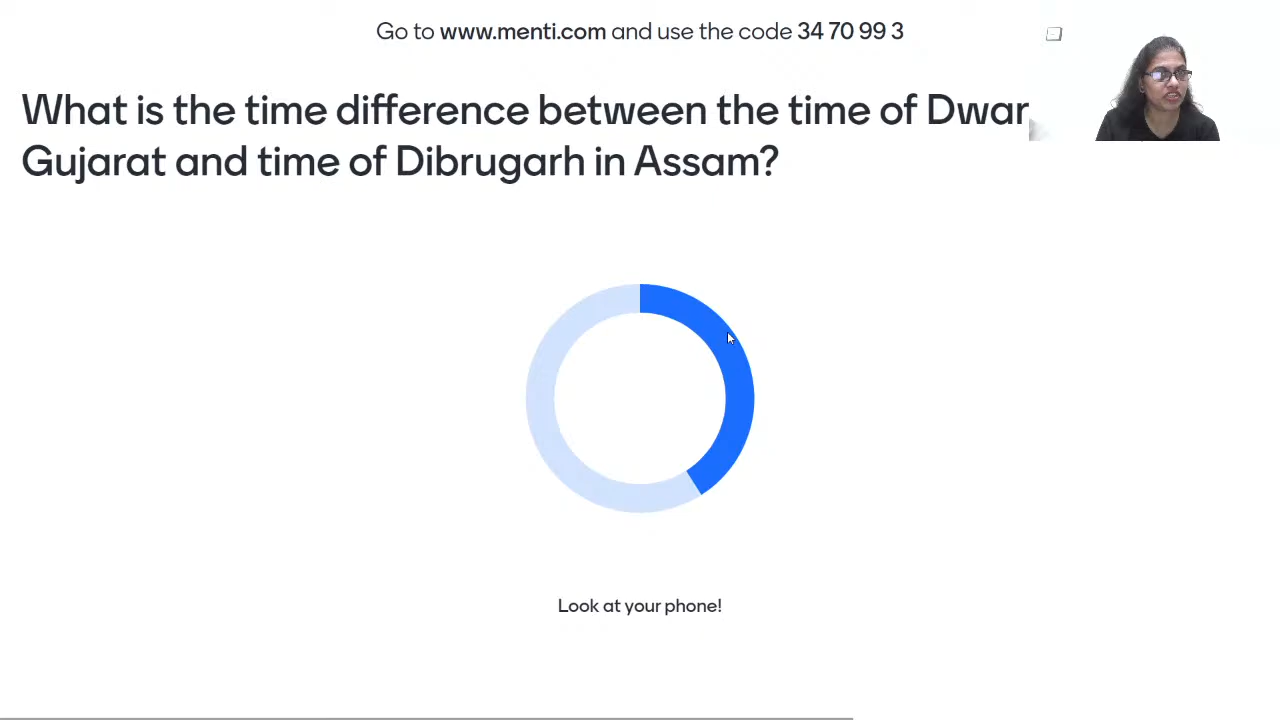 Go to www.menti.com and use the code 34 70 99 3
What is the time difference between the time of
Gujarat and time of Dibrugarh in Assam?
Look at your phone!